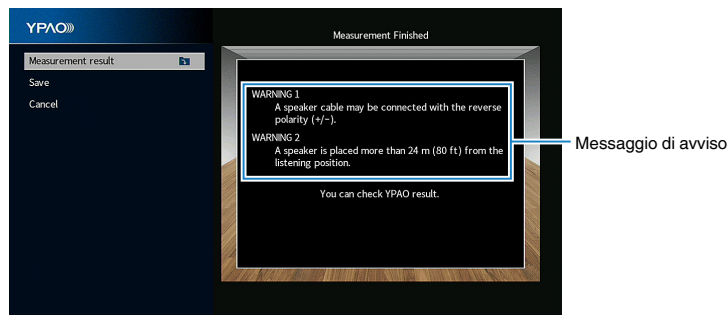 YPAO
Measurement result
Save
Cancel
Measurement Finished
WARNING 1
A speaker cable may be connected with the reverse
polarity (+/-).
WARNING 2
A speaker is placed more than 24 m (80 ft) from the
listening position.
You can check YPAO result.
Messaggio di avviso